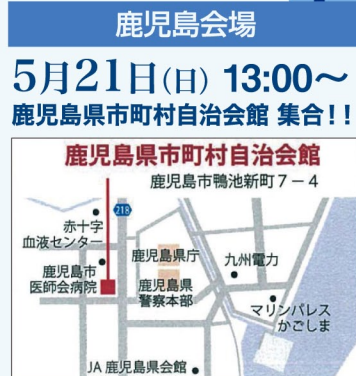 鹿児島会場
5月21日(日) 13:00～
鹿児島県市町村自治会館 集合!!
鹿児島県市町村自治会館
鹿児島市鴨池新町7－4
218
赤十字
血液センター
鹿児島県庁
九州電力
鹿児島市
医師会病院
鹿児島県
警察本部
マリンパレス
かごしま
JA 鹿児島県会館